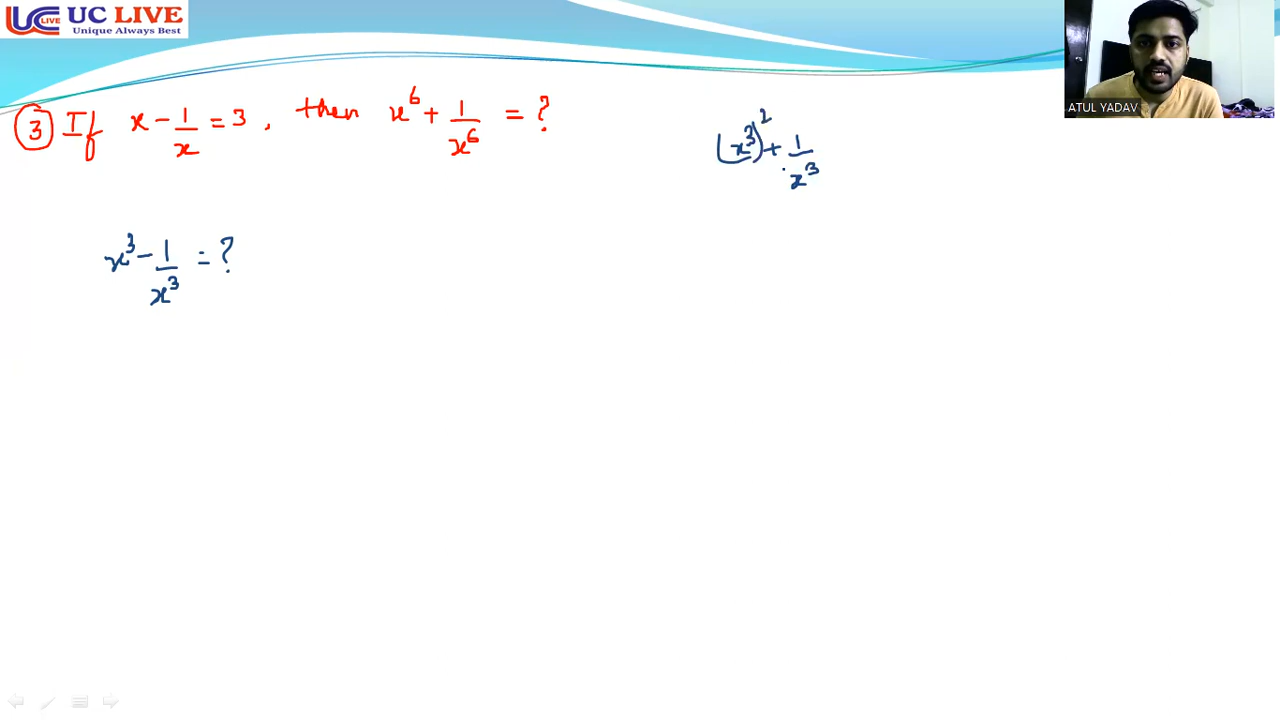 UC LIVE
LIVE
Unique Always Best
ATUL YADAV
③ If x - 1/x = 3, then x⁶ + 1/x⁶ = ?
(x³)² + 1/x³
x³ - 1/x³ = ?